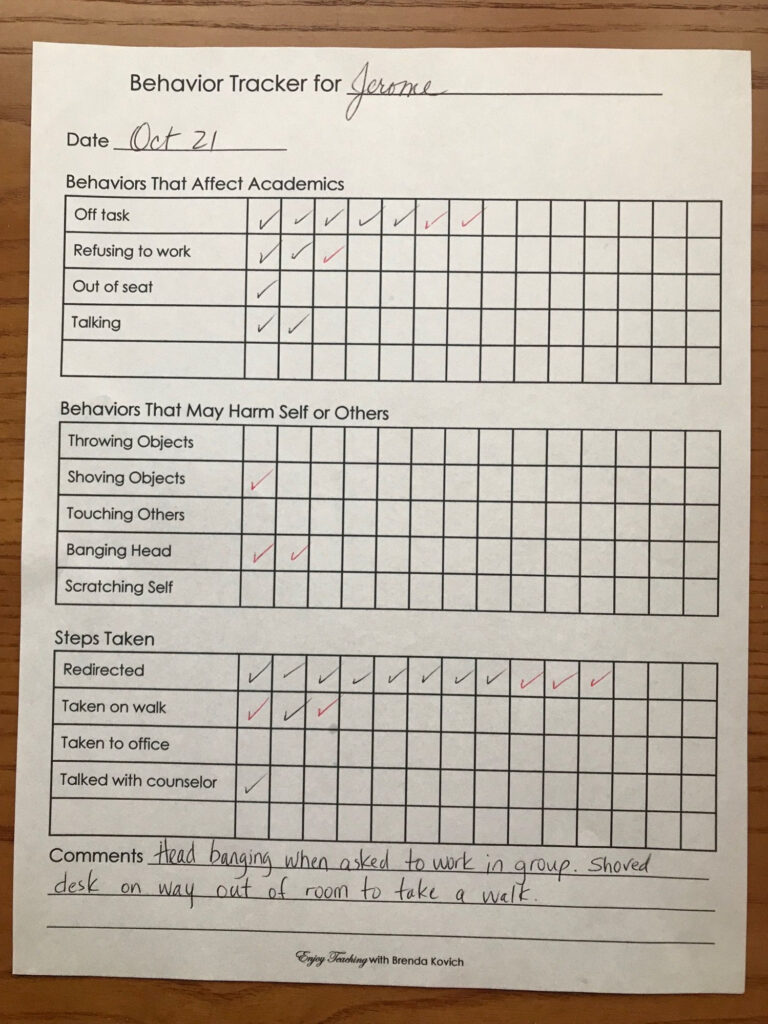 Behavior Tracker for Jerome
Date Oct 21
Behaviors That Affect Academics
Off task ✓ ✓ ✓ ✓ ✓ ✓ ✓
Refusing to work ✓ ✓ ✓
Out of seat ✓
Talking ✓ ✓
Behaviors That May Harm Self or Others
Throwing Objects
Shoving Objects ✓
Touching Others
Banging Head ✓ ✓
Scratching Self
Steps Taken
Redirected ✓ ✓ ✓ ✓ ✓ ✓ ✓ ✓ ✓ ✓ ✓
Taken on walk ✓ ✓ ✓
Taken to office
Talked with counselor ✓
Comments Head banging when asked to work in group. Shoved
desk on way out of room to take a walk.
Enjoy Teaching with Brenda Kovich